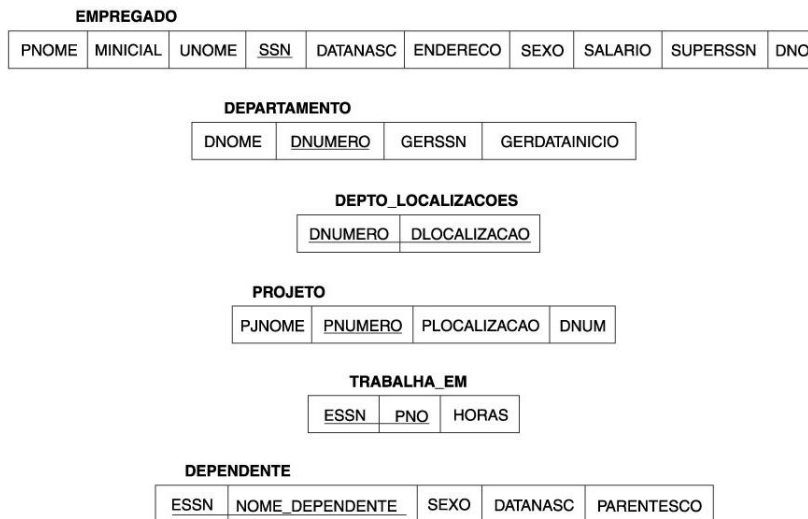 EMPREGADO
PNOME MINICIAL UNOME SSN DATANASC ENDERECO SEXO SALARIO SUPERSSN DNO
DEPARTAMENTO
DNOME DNUMERO GERSSN GERDATAINICIO
DEPTO_LOCALIZACOES
DNUMERO DLOCALIZACAO
PROJETO
PJNOME PNUMERO PLOCALIZACAO DNUM
TRABALHA_EM
ESSN PNO HORAS
DEPENDENTE
ESSN NOME_DEPENDENTE SEXO DATANASC PARENTESCO